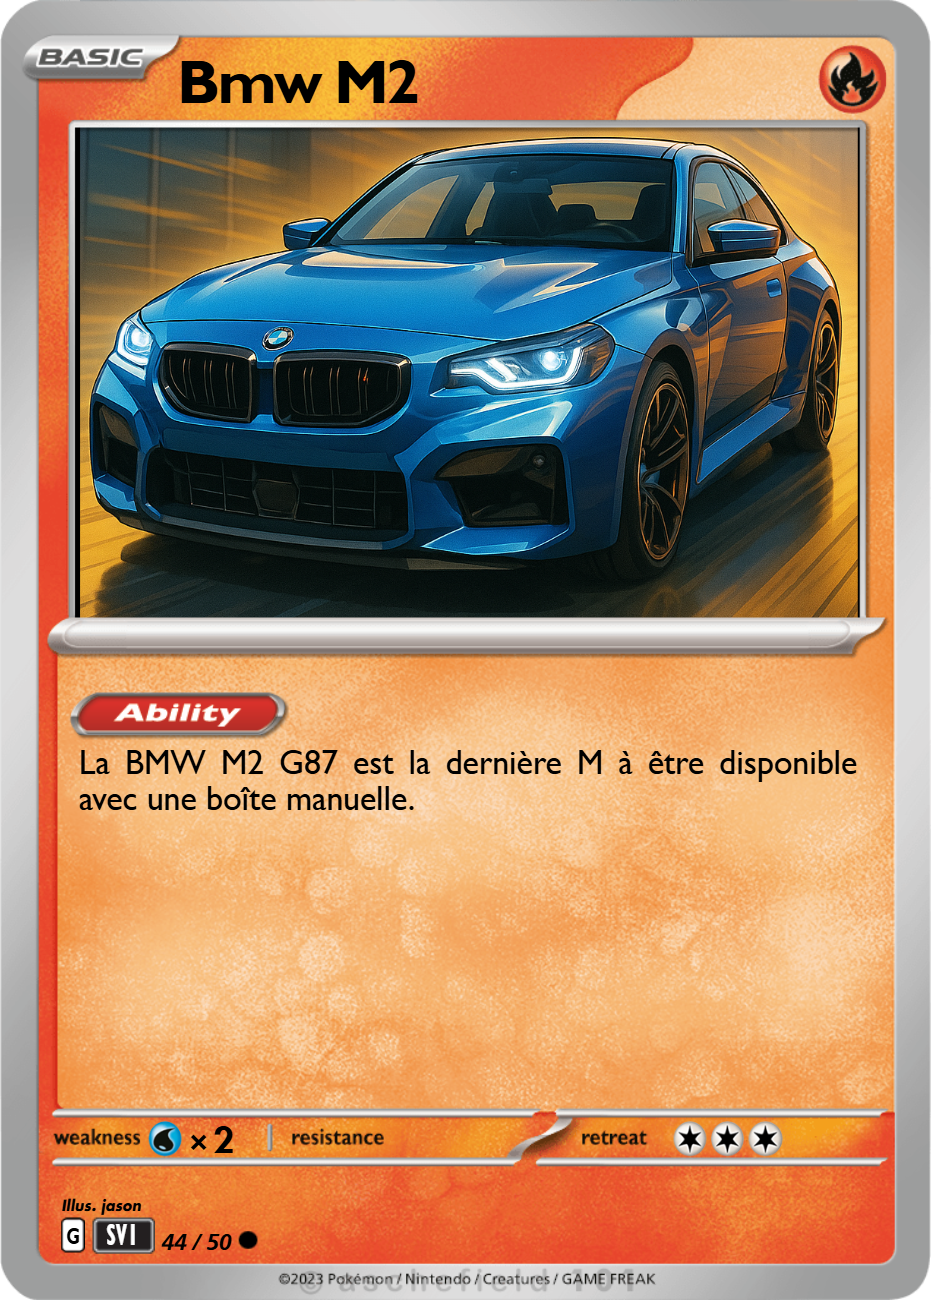 BASIC
Bmw M2
Ability
La BMW M2 G87 est la dernière M à être disponible
avec une boîte manuelle.
weakness × 2 resistance retreat
Illus. jason
G SVI 44 / 50
©2023 Pokémon / Nintendo / Creatures / GAME FREAK